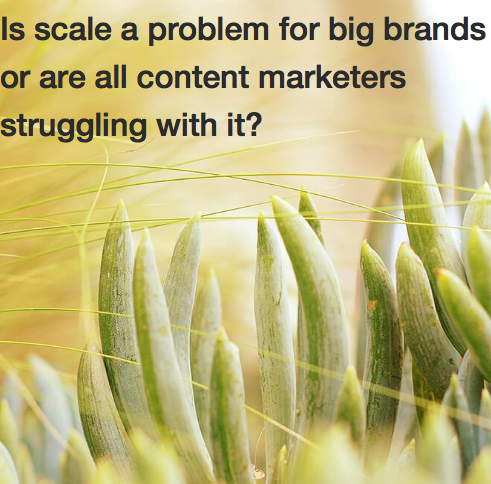 Is scale a problem for big brands
or are all content marketers
struggling with it?